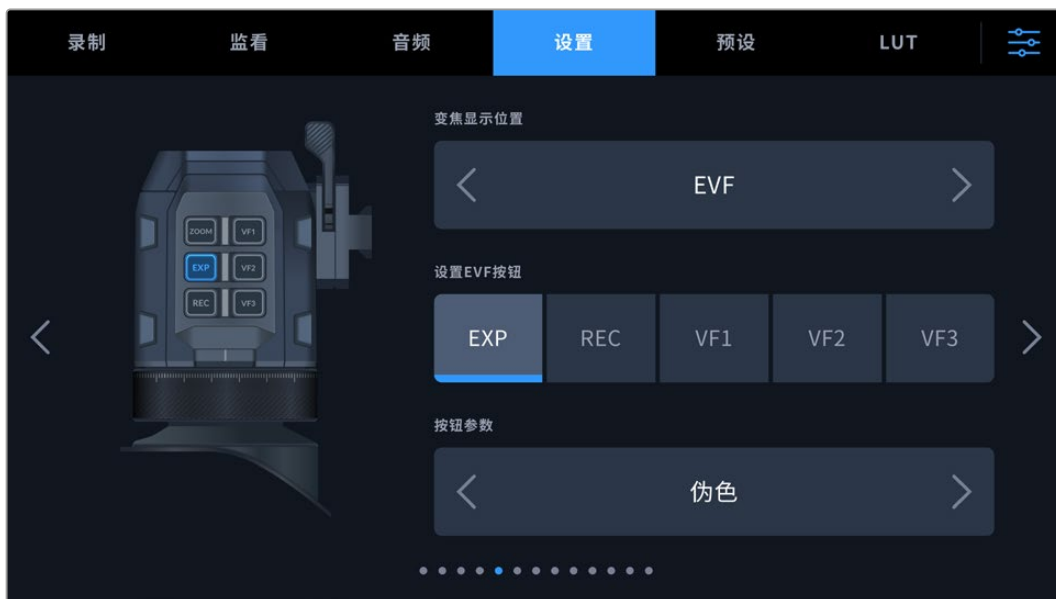 录制 监看 音频 设置 预设 LUT
变焦显示位置
EVF
ZOOM VF1
EXP VF2
REC VF3
设置EVF按钮
EXP REC VF1 VF2 VF3
按钮参数
伪色